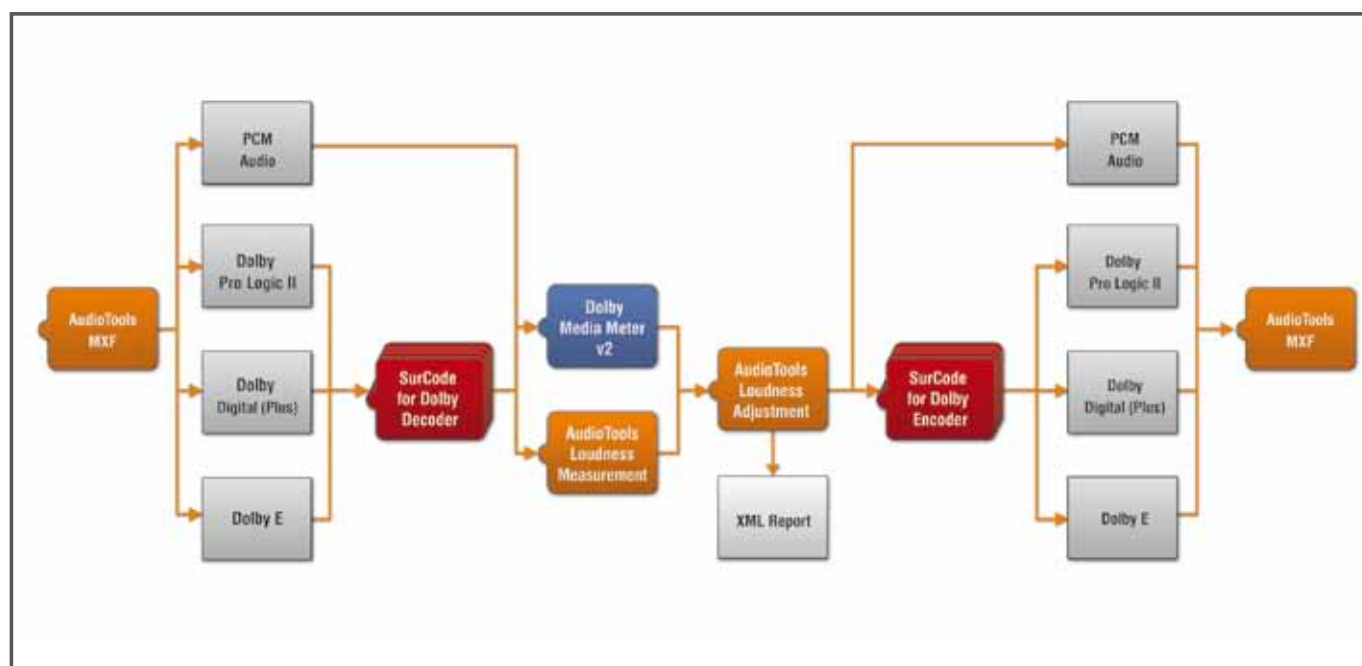 AudioTools
MXF
PCM
Audio
Dolby
Pro Logic II
Dolby
Digital (Plus)
Dolby E
SurCode
for Dolby
Decoder
Dolby
Media Meter
v2
AudioTools
Loudness
Measurement
AudioTools
Loudness
Adjustment
XML Report
SurCode
for Dolby
Encoder
PCM
Audio
Dolby
Pro Logic II
Dolby
Digital (Plus)
Dolby E
AudioTools
MXF